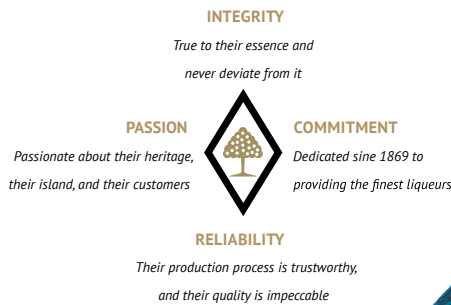 INTEGRITY
True to their essence and
never deviate from it
PASSION
Passionate about their heritage,
their island, and their customers
COMMITMENT
Dedicated sine 1869 to
providing the finest liqueurs
RELIABILITY
Their production process is trustworthy,
and their quality is impeccable